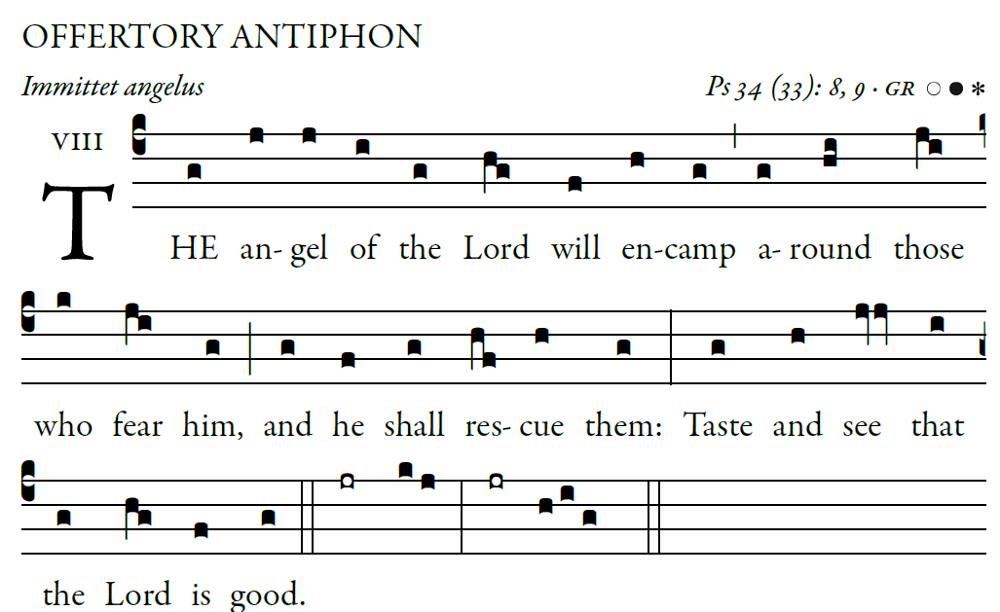 OFFERTORY ANTIPHON
Immittet angelus Ps 34 (33): 8, 9 · GR ○ ● *
VIII
THE an- gel of the Lord will en-camp a- round those
who fear him, and he shall res- cue them: Taste and see that
the Lord is good.